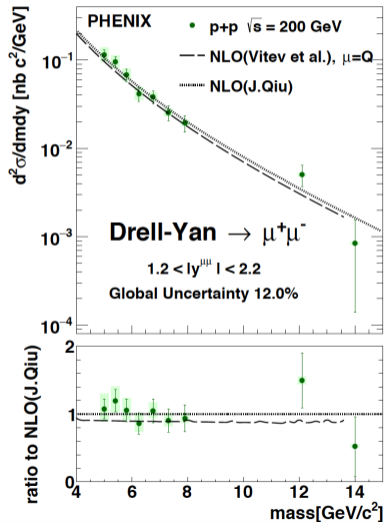 PHENIX
p+p √s = 200 GeV
NLO(Vitev et al.), μ=Q
NLO(J.Qiu)
d²σ/dmdy [nb c²/GeV]
10⁻¹
10⁻²
10⁻³
10⁻⁴
Drell-Yan → μ⁺μ⁻
1.2 < |y^μμ| < 2.2
Global Uncertainty 12.0%
ratio to NLO(J.Qiu)
2
1
0
4 6 8 10 12 14
mass[GeV/c²]